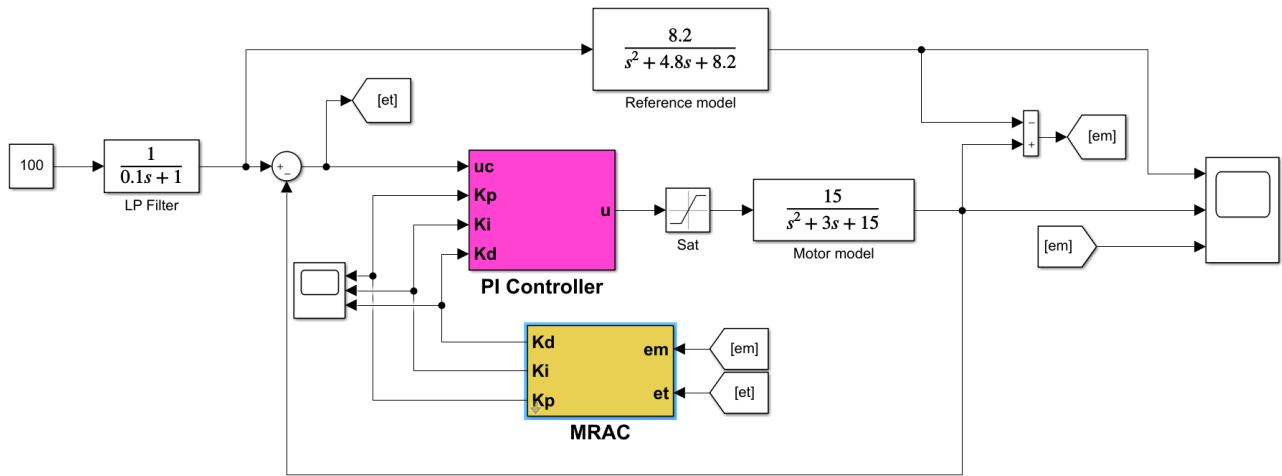 8.2
s² + 4.8s + 8.2
Reference model
[et]
100
1
0.1s + 1
LP Filter
+
−
uc
Kp
Ki
Kd
u
PI Controller
Sat
15
s² + 3s + 15
Motor model
−
+
[em]
[em]
Kd
Ki
Kp
em
et
MRAC
[em]
[et]